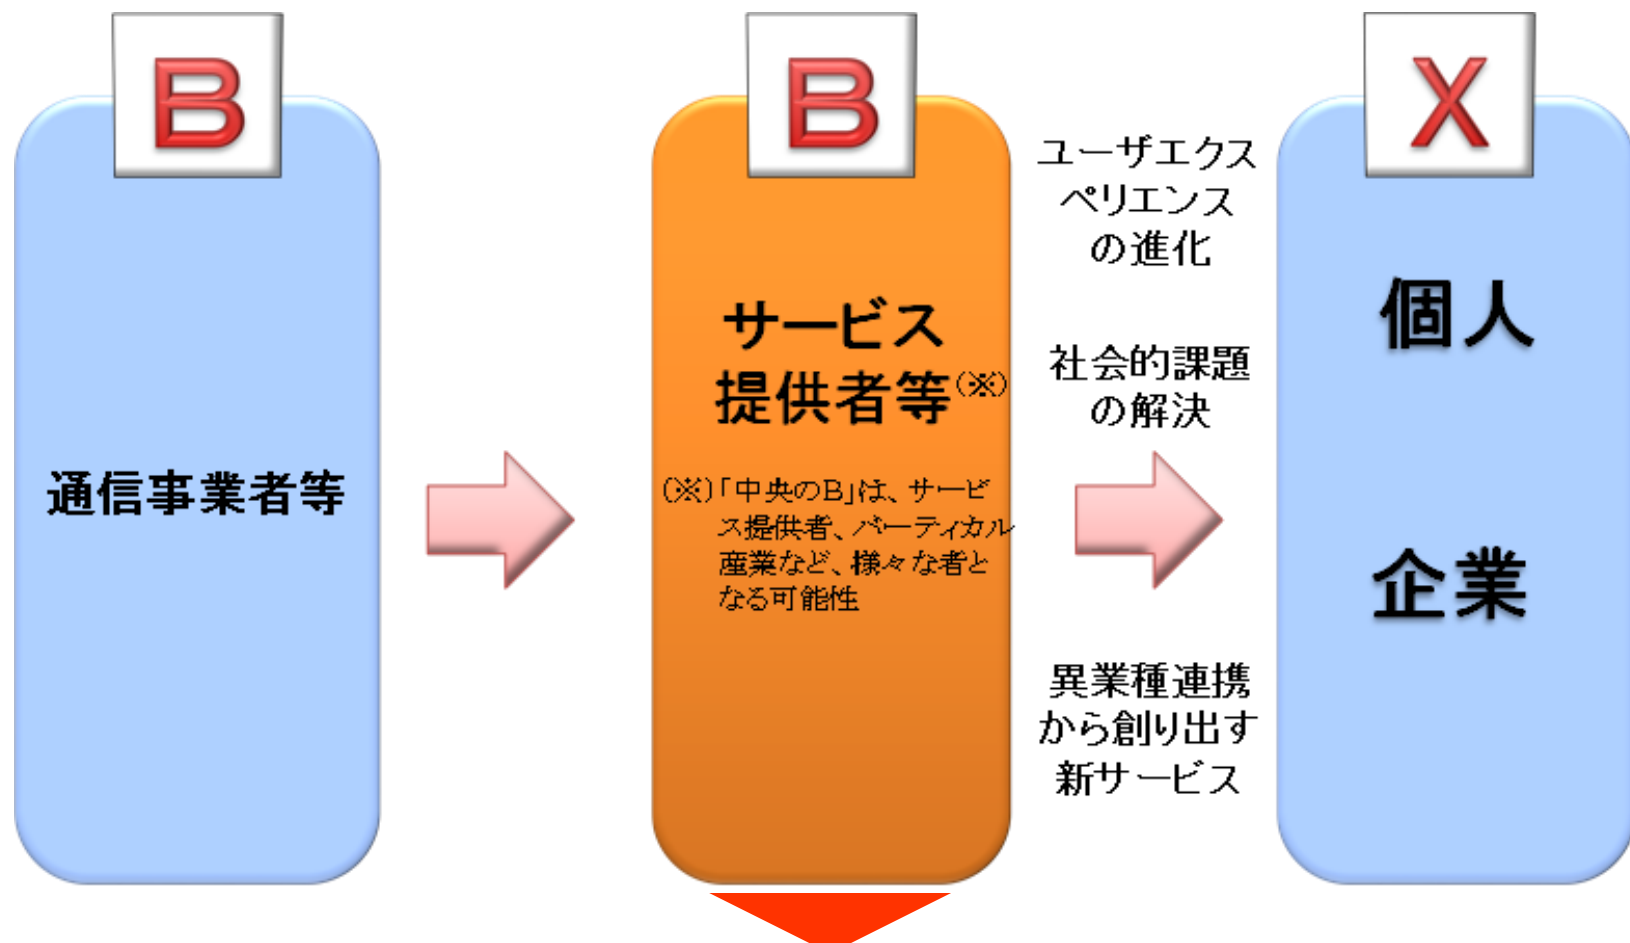 B
通信事業者等
B
サービス
提供者等(※)
(※)「中央のB」は、サービ
ス提供者、バーティカル
産業など、様々な者と
なる可能性
ユーザエクス
ペリエンス
の進化
社会的課題
の解決
異業種連携
から創り出す
新サービス
X
個人
企業